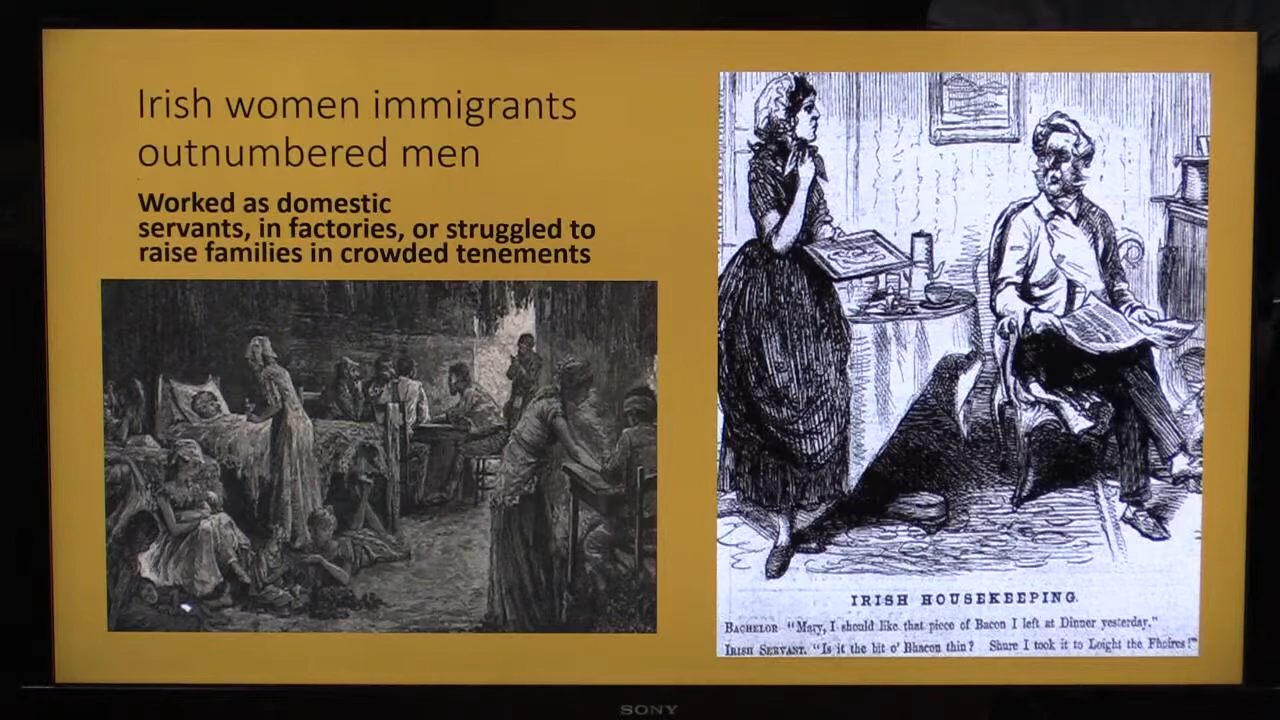 Irish women immigrants
outnumbered men
Worked as domestic
servants, in factories, or struggled to
raise families in crowded tenements
IRISH HOUSEKEEPING.
BACHELOR "Mary, I should like that piece of Bacon I left at Dinner yesterday."
IRISH SERVANT. "Is it the bit o' Bhacon thin? Shure I took it to Loight the Fhoires!"
SONY